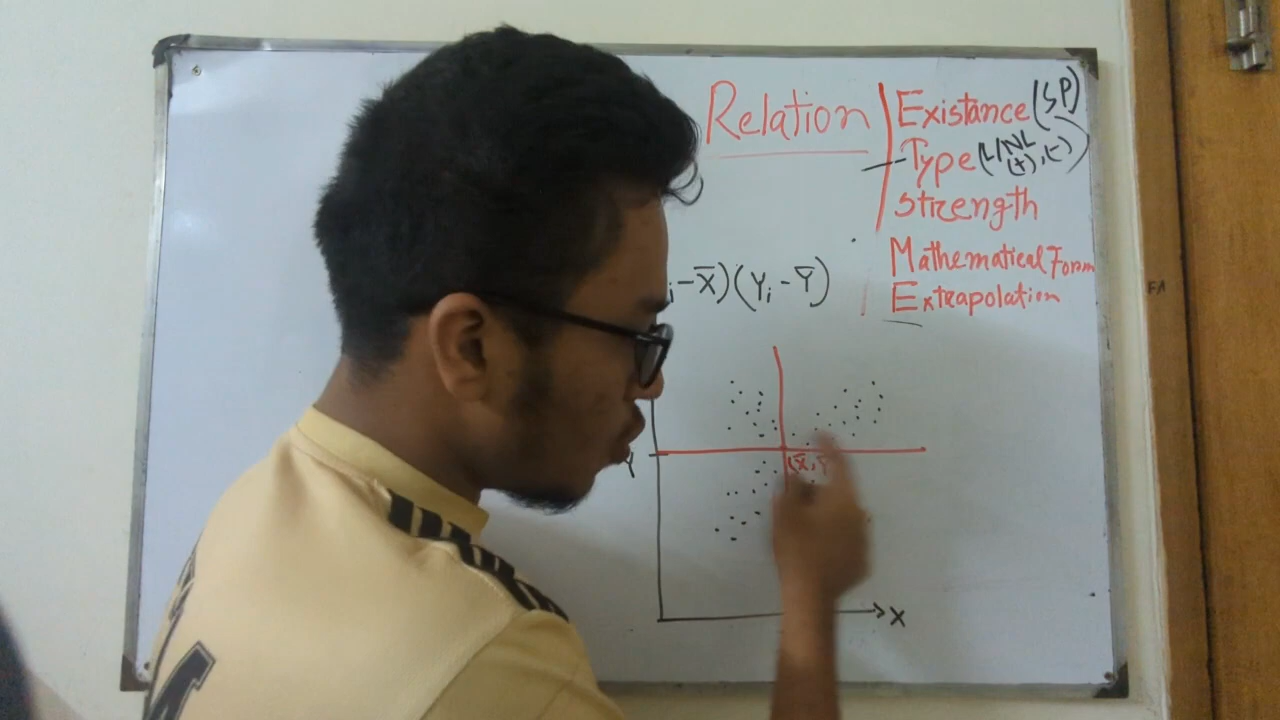 Relation
Existance (SP)
Type (L/NL
(+), (-))
Strength
Mathematical Form
Extrapolation
i-X̄)(Yi-Ȳ)
Y
(X̄, Ȳ
X